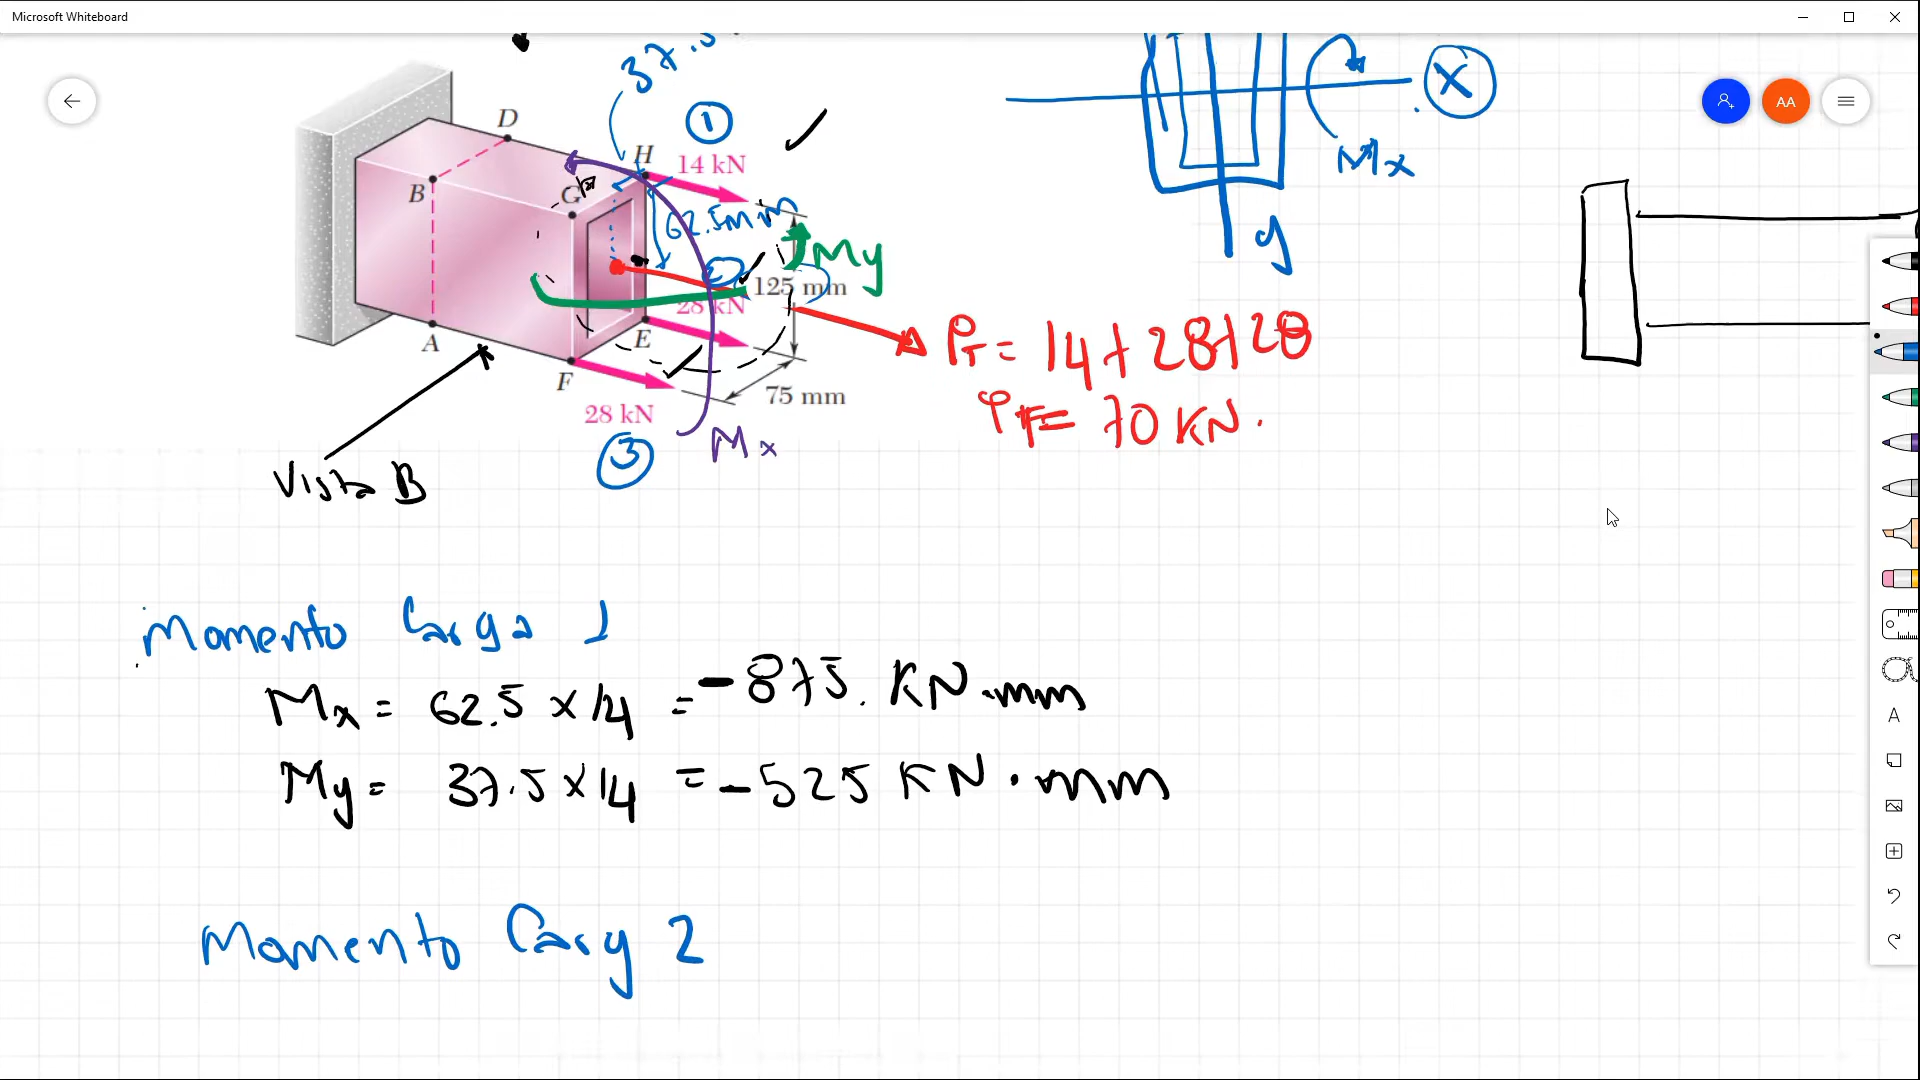 Microsoft Whiteboard
37.5
1
X
AA
D
H
14 kN
Mx
B
G
62.5mm
My
y
125 mm
28 kN
A
E
PT = 14+28+28
F
75 mm
PT = 70 KN.
28 kN
Mx
3
Vista B
Momento Carga 1
Mx = 62.5 x 14 = -875. KN.mm
My = 37.5 x 14 = -525 KN.mm
A
Momento Carg 2